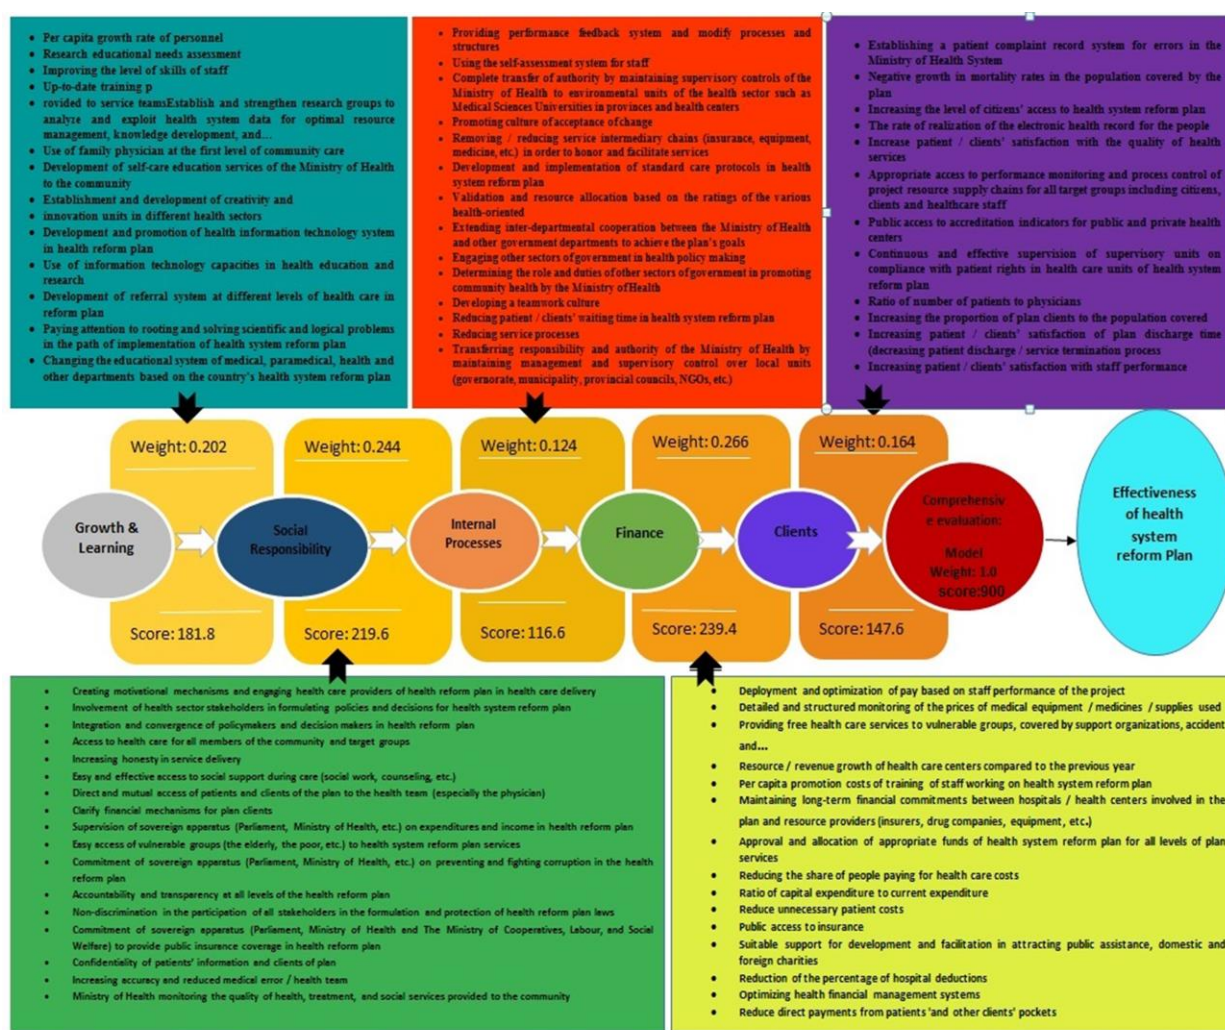 • Per capita growth rate of personnel
• Research educational needs assessment
• Improving the level of skills of staff
• Up-to-date training p
• rovided to service teamsEstablish and strengthen research groups to
analyze and exploit health system data for optimal resource
management, knowledge development, and...
• Use of family physician at the first level of community care
• Development of self-care education services of the Ministry of Health
to the community
• Establishment and development of creativity and
• innovation units in different health sectors
• Development and promotion of health information technology system
in health reform plan
• Use of information technology capacities in health education and
research
• Development of referral system at different levels of health care in
reform plan
• Paying attention to rooting and solving scientific and logical problems
in the path of implementation of health system reform plan
• Changing the educational system of medical, paramedical, health and
other departments based on the country's health system reform plan
• Providing performance feedback system and modify processes and
structures
• Using the self-assessment system for staff
• Complete transfer of authority by maintaining supervisory controls of the
Ministry of Health to environmental units of the health sector such as
Medical Sciences Universities in provinces and health centers
• Promoting culture of acceptance of change
• Removing / reducing service intermediary chains (insurance, equipment,
medicine, etc.) in order to honor and facilitate services
• Development and implementation of standard care protocols in health
system reform plan
• Validation and resource allocation based on the ratings of the various
health-oriented
• Extending inter-departmental cooperation between the Ministry of Health
and other government departments to achieve the plan's goals
• Engaging other sectors of government in health policy making
• Determining the role and duties of other sectors of government in promoting
community health by the Ministry ofHealth
• Developing a teamwork culture
• Reducing patient / clients' waiting time in health system reform plan
• Reducing service processes
• Transferring responsibility and authority of the Ministry of Health by
maintaining management and supervisory control over local units
(governorate, municipality, provincial councils, NGOs, etc.)
• Establishing a patient complaint record system for errors in the
Ministry of Health System
• Negative growth in mortality rates in the population covered by the
plan
• Increasing the level of citizens' access to health system reform plan
• The rate of realization of the electronic health record for the people
• Increase patient / clients' satisfaction with the quality of health
services
• Appropriate access to performance monitoring and process control of
project resource supply chains for all target groups including citizens,
clients and healthcare staff
• Public access to accreditation indicators for public and private health
centers
• Continuous and effective supervision of supervisory units on
compliance with patient rights in health care units of health system
reform plan
• Ratio of number of patients to physicians
• Increasing the proportion of plan clients to the population covered
• Increasing patient / clients' satisfaction of plan discharge time
(decreasing patient discharge / service termination process
• Increasing patient / clients' satisfaction with staff performance
Weight: 0.202
Weight: 0.244
Weight: 0.124
Weight: 0.266
Weight: 0.164
Growth &
Learning
Social
Responsibility
Internal
Processes
Finance
Clients
Comprehensiv
e evaluation:
Model
Weight: 1.0
score:900
Effectiveness
of health
system
reform Plan
Score: 181.8
Score: 219.6
Score: 116.6
Score: 239.4
Score: 147.6
• Creating motivational mechanisms and engaging health care providers of health reform plan in health care delivery
• Involvement of health sector stakeholders in formulating policies and decisions for health system reform plan
• Integration and convergence of policymakers and decision makers in health reform plan
• Access to health care for all members of the community and target groups
• Increasing honesty in service delivery
• Easy and effective access to social support during care (social work, counseling, etc.)
• Direct and mutual access of patients and clients of the plan to the health team (especially the physician)
• Clarify financial mechanisms for plan clients
• Supervision of sovereign apparatus (Parliament, Ministry of Health, etc.) on expenditures and income in health reform plan
• Easy access of vulnerable groups (the elderly, the poor, etc.) to health system reform plan services
• Commitment of sovereign apparatus (Parliament, Ministry of Health, etc.) on preventing and fighting corruption in the health
reform plan
• Accountability and transparency at all levels of the health reform plan
• Non-discrimination in the participation of all stakeholders in the formulation and protection of health reform plan laws
• Commitment of sovereign apparatus (Parliament, Ministry of Health and The Ministry of Cooperatives, Labour, and Social
Welfare) to provide public insurance coverage in health reform plan
• Confidentiality of patients' information and clients of plan
• Increasing accuracy and reduced medical error / health team
• Ministry of Health monitoring the quality of health, treatment, and social services provided to the community
• Deployment and optimization of pay based on staff performance of the project
• Detailed and structured monitoring of the prices of medical equipment / medicines / supplies used
• Providing free health care services to vulnerable groups, covered by support organizations, accident
and...
• Resource / revenue growth of health care centers compared to the previous year
• Per capita promotion costs of training of staff working on health system reform plan
• Maintaining long-term financial commitments between hospitals / health centers involved in the
plan and resource providers (insurers, drug companies, equipment, etc.)
• Approval and allocation of appropriate funds of health system reform plan for all levels of plan
services
• Reducing the share of people paying for health care costs
• Ratio of capital expenditure to current expenditure
• Reduce unnecessary patient costs
• Public access to insurance
• Suitable support for development and facilitation in attracting public assistance, domestic and
foreign charities
• Reduction of the percentage of hospital deductions
• Optimizing health financial management systems
• Reduce direct payments from patients 'and other clients' pockets